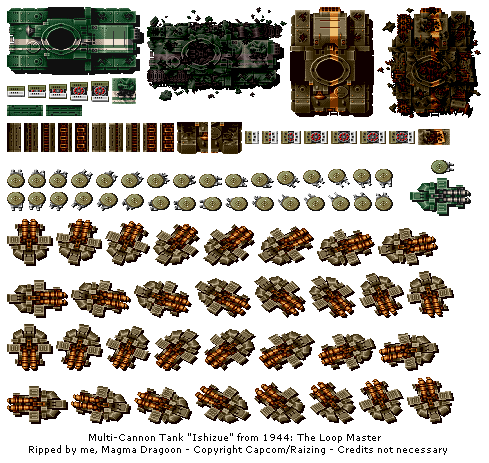 Multi-Cannon Tank "Ishizue" from 1944: The Loop Master
Ripped by me, Magma Dragoon - Copyright Capcom/Raizing - Credits not necessary